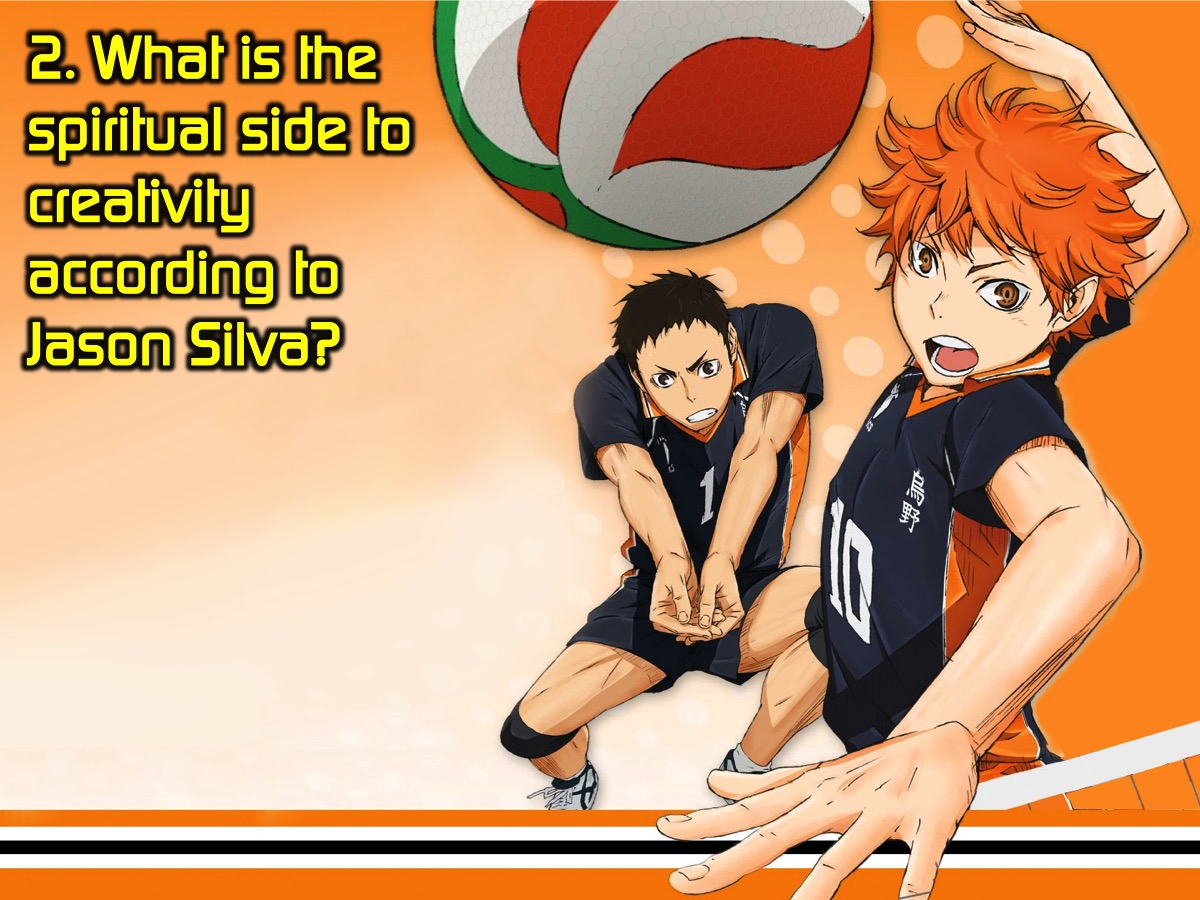 2. What is the
spiritual side to
creativity
according to
Jason Silva?
1
烏野
10